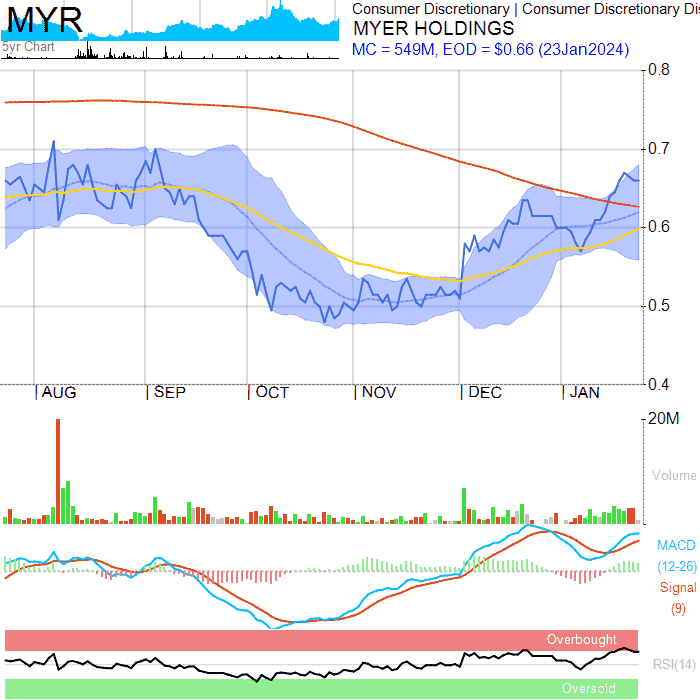 MYR
5yr Chart
Consumer Discretionary | Consumer Discretionary Dis
MYER HOLDINGS
MC = 549M, EOD = $0.66 (23Jan2024)
0.8
0.7
0.6
0.5
0.4
AUG SEP OCT NOV DEC JAN
20M
Volume
MACD
(12-26)
Signal
(9)
Overbought
RSI(14)
Oversold